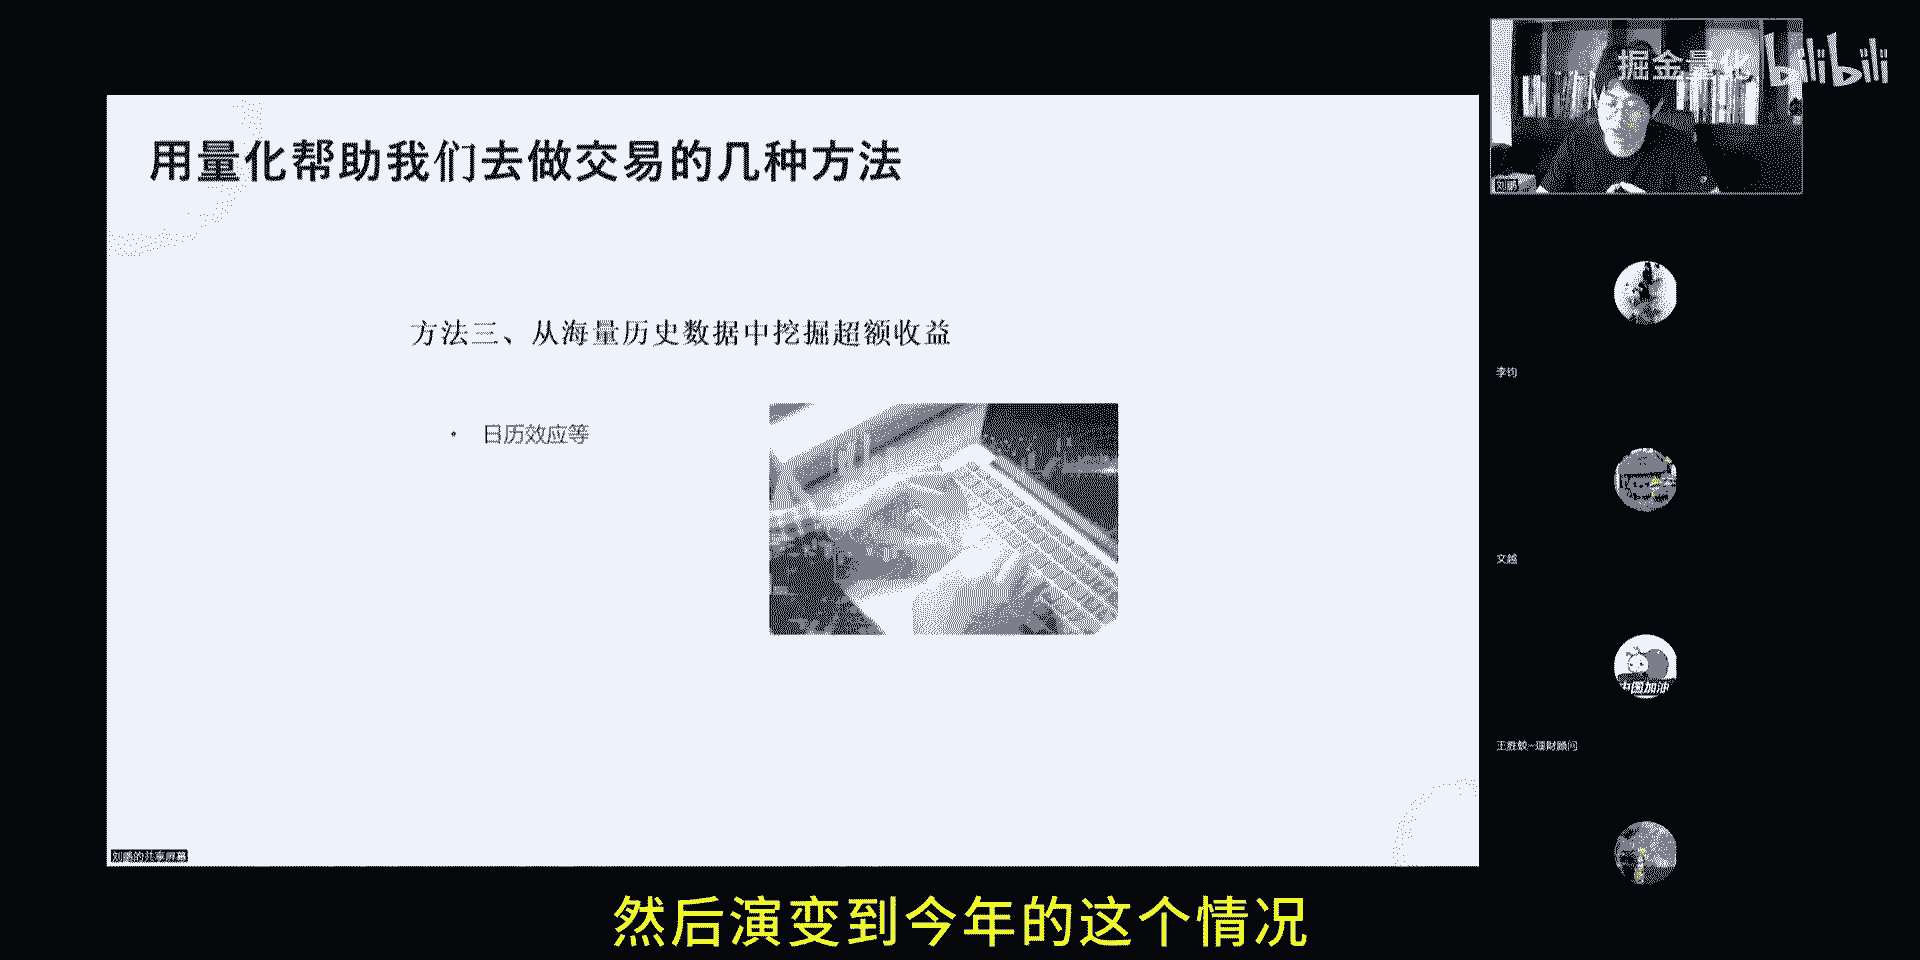 掘金量化 bilibili
用量化帮助我们去做交易的几种方法
刘鹏
方法三、从海量历史数据中挖掘超额收益
李钧
• 日历效应等
文越
中国加油
理财顾问
刘鹏的共享屏幕
然后演变到今年的这个情况